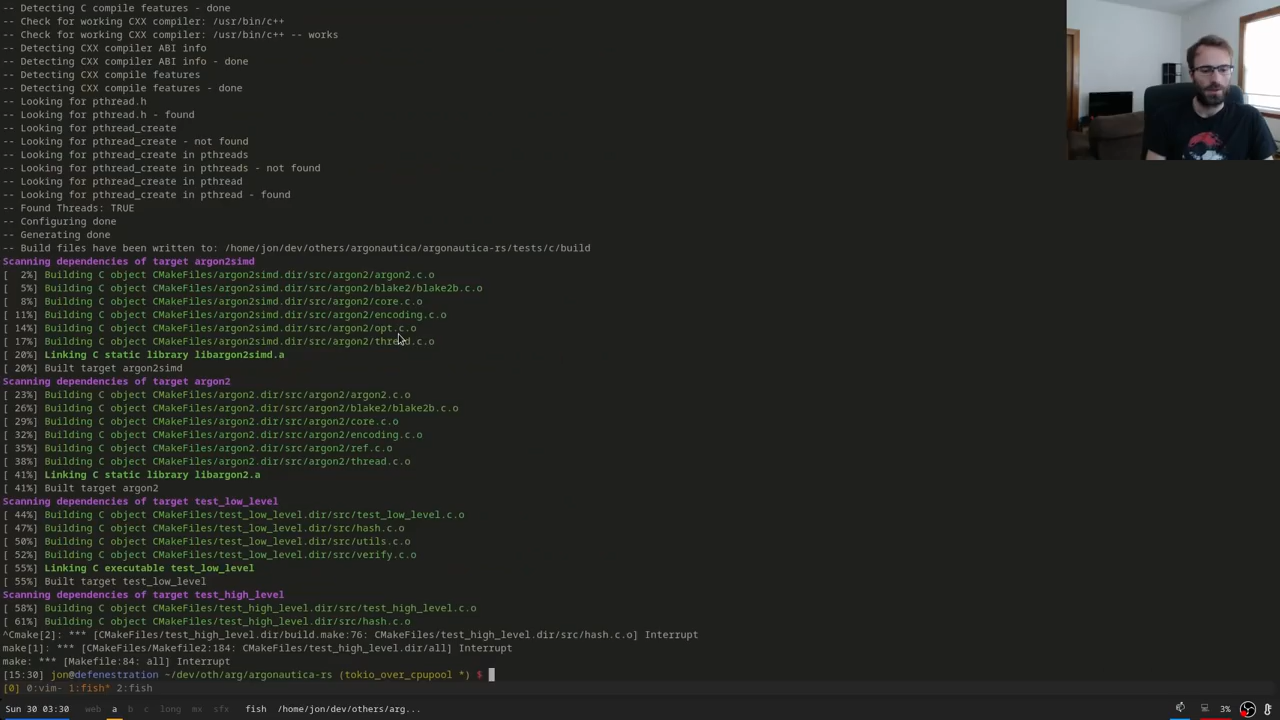 -- Detecting C compile features - done
-- Check for working CXX compiler: /usr/bin/c++
-- Check for working CXX compiler: /usr/bin/c++ -- works
-- Detecting CXX compiler ABI info
-- Detecting CXX compiler ABI info - done
-- Detecting CXX compile features
-- Detecting CXX compile features - done
-- Looking for pthread.h
-- Looking for pthread.h - found
-- Looking for pthread_create
-- Looking for pthread_create - not found
-- Looking for pthread_create in pthreads
-- Looking for pthread_create in pthreads - not found
-- Looking for pthread_create in pthread
-- Looking for pthread_create in pthread - found
-- Found Threads: TRUE
-- Configuring done
-- Generating done
-- Build files have been written to: /home/jon/dev/others/argonautica/argonautica-rs/tests/c/build
Scanning dependencies of target argon2simd
[  2%] Building C object CMakeFiles/argon2simd.dir/src/argon2/argon2.c.o
[  5%] Building C object CMakeFiles/argon2simd.dir/src/argon2/blake2/blake2b.c.o
[  8%] Building C object CMakeFiles/argon2simd.dir/src/argon2/core.c.o
[ 11%] Building C object CMakeFiles/argon2simd.dir/src/argon2/encoding.c.o
[ 14%] Building C object CMakeFiles/argon2simd.dir/src/argon2/opt.c.o
[ 17%] Building C object CMakeFiles/argon2simd.dir/src/argon2/thread.c.o
[ 20%] Linking C static library libargon2simd.a
[ 20%] Built target argon2simd
Scanning dependencies of target argon2
[ 23%] Building C object CMakeFiles/argon2.dir/src/argon2/argon2.c.o
[ 26%] Building C object CMakeFiles/argon2.dir/src/argon2/blake2/blake2b.c.o
[ 29%] Building C object CMakeFiles/argon2.dir/src/argon2/core.c.o
[ 32%] Building C object CMakeFiles/argon2.dir/src/argon2/encoding.c.o
[ 35%] Building C object CMakeFiles/argon2.dir/src/argon2/ref.c.o
[ 38%] Building C object CMakeFiles/argon2.dir/src/argon2/thread.c.o
[ 41%] Linking C static library libargon2.a
[ 41%] Built target argon2
Scanning dependencies of target test_low_level
[ 44%] Building C object CMakeFiles/test_low_level.dir/src/test_low_level.c.o
[ 47%] Building C object CMakeFiles/test_low_level.dir/src/hash.c.o
[ 50%] Building C object CMakeFiles/test_low_level.dir/src/utils.c.o
[ 52%] Building C object CMakeFiles/test_low_level.dir/src/verify.c.o
[ 55%] Linking C executable test_low_level
[ 55%] Built target test_low_level
Scanning dependencies of target test_high_level
[ 58%] Building C object CMakeFiles/test_high_level.dir/src/test_high_level.c.o
[ 61%] Building C object CMakeFiles/test_high_level.dir/src/hash.c.o
^Cmake[2]: *** [CMakeFiles/test_high_level.dir/build.make:76: CMakeFiles/test_high_level.dir/src/hash.c.o] Interrupt
make[1]: *** [CMakeFiles/Makefile2:184: CMakeFiles/test_high_level.dir/all] Interrupt
make: *** [Makefile:84: all] Interrupt
[15:30] jon@defenestration ~/dev/oth/arg/argonautica-rs (tokio_over_cpupool *) $
[0] 0:vim- 1:fish* 2:fish
Sun 30 03:30 web a b c long mx sfx fish /home/jon/dev/others/arg... 3%